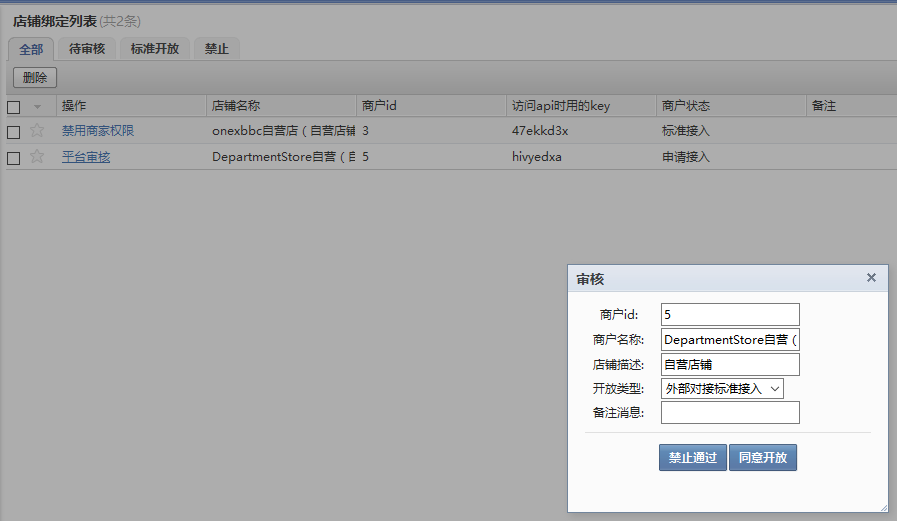 店铺绑定列表(共2条)
全部 待审核 标准开放 禁止
删除
操作 店铺名称 商户id 访问api时用的key 商户状态 备注
禁用商家权限 onexbbc自营店（自营店铺 3 47ekkd3x 标准接入
平台审核 DepartmentStore自营（自 5 hivyedxa 申请接入
审核
商户id: 5
商户名称: DepartmentStore自营（
店铺描述: 自营店铺
开放类型: 外部对接标准接入
备注消息:
禁止通过 同意开放